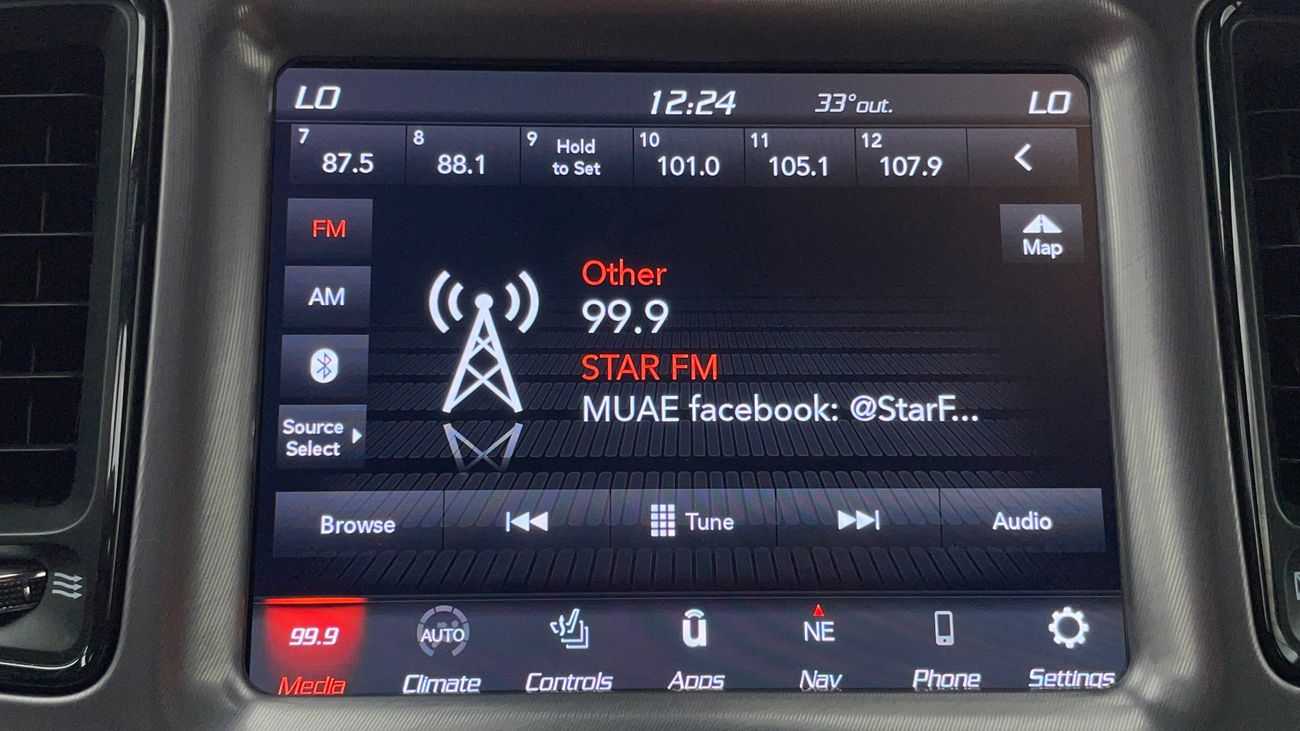 LO 12:24 33°out. LO
7 87.5 8 88.1 9 Hold to Set 10 101.0 11 105.1 12 107.9
FM
Map
Other
AM
99.9
STAR FM
MUAE facebook: @StarF...
Source
Select
Browse Tune Audio
99.9 AUTO u NE
Media Climate Controls Apps Nav Phone Settings